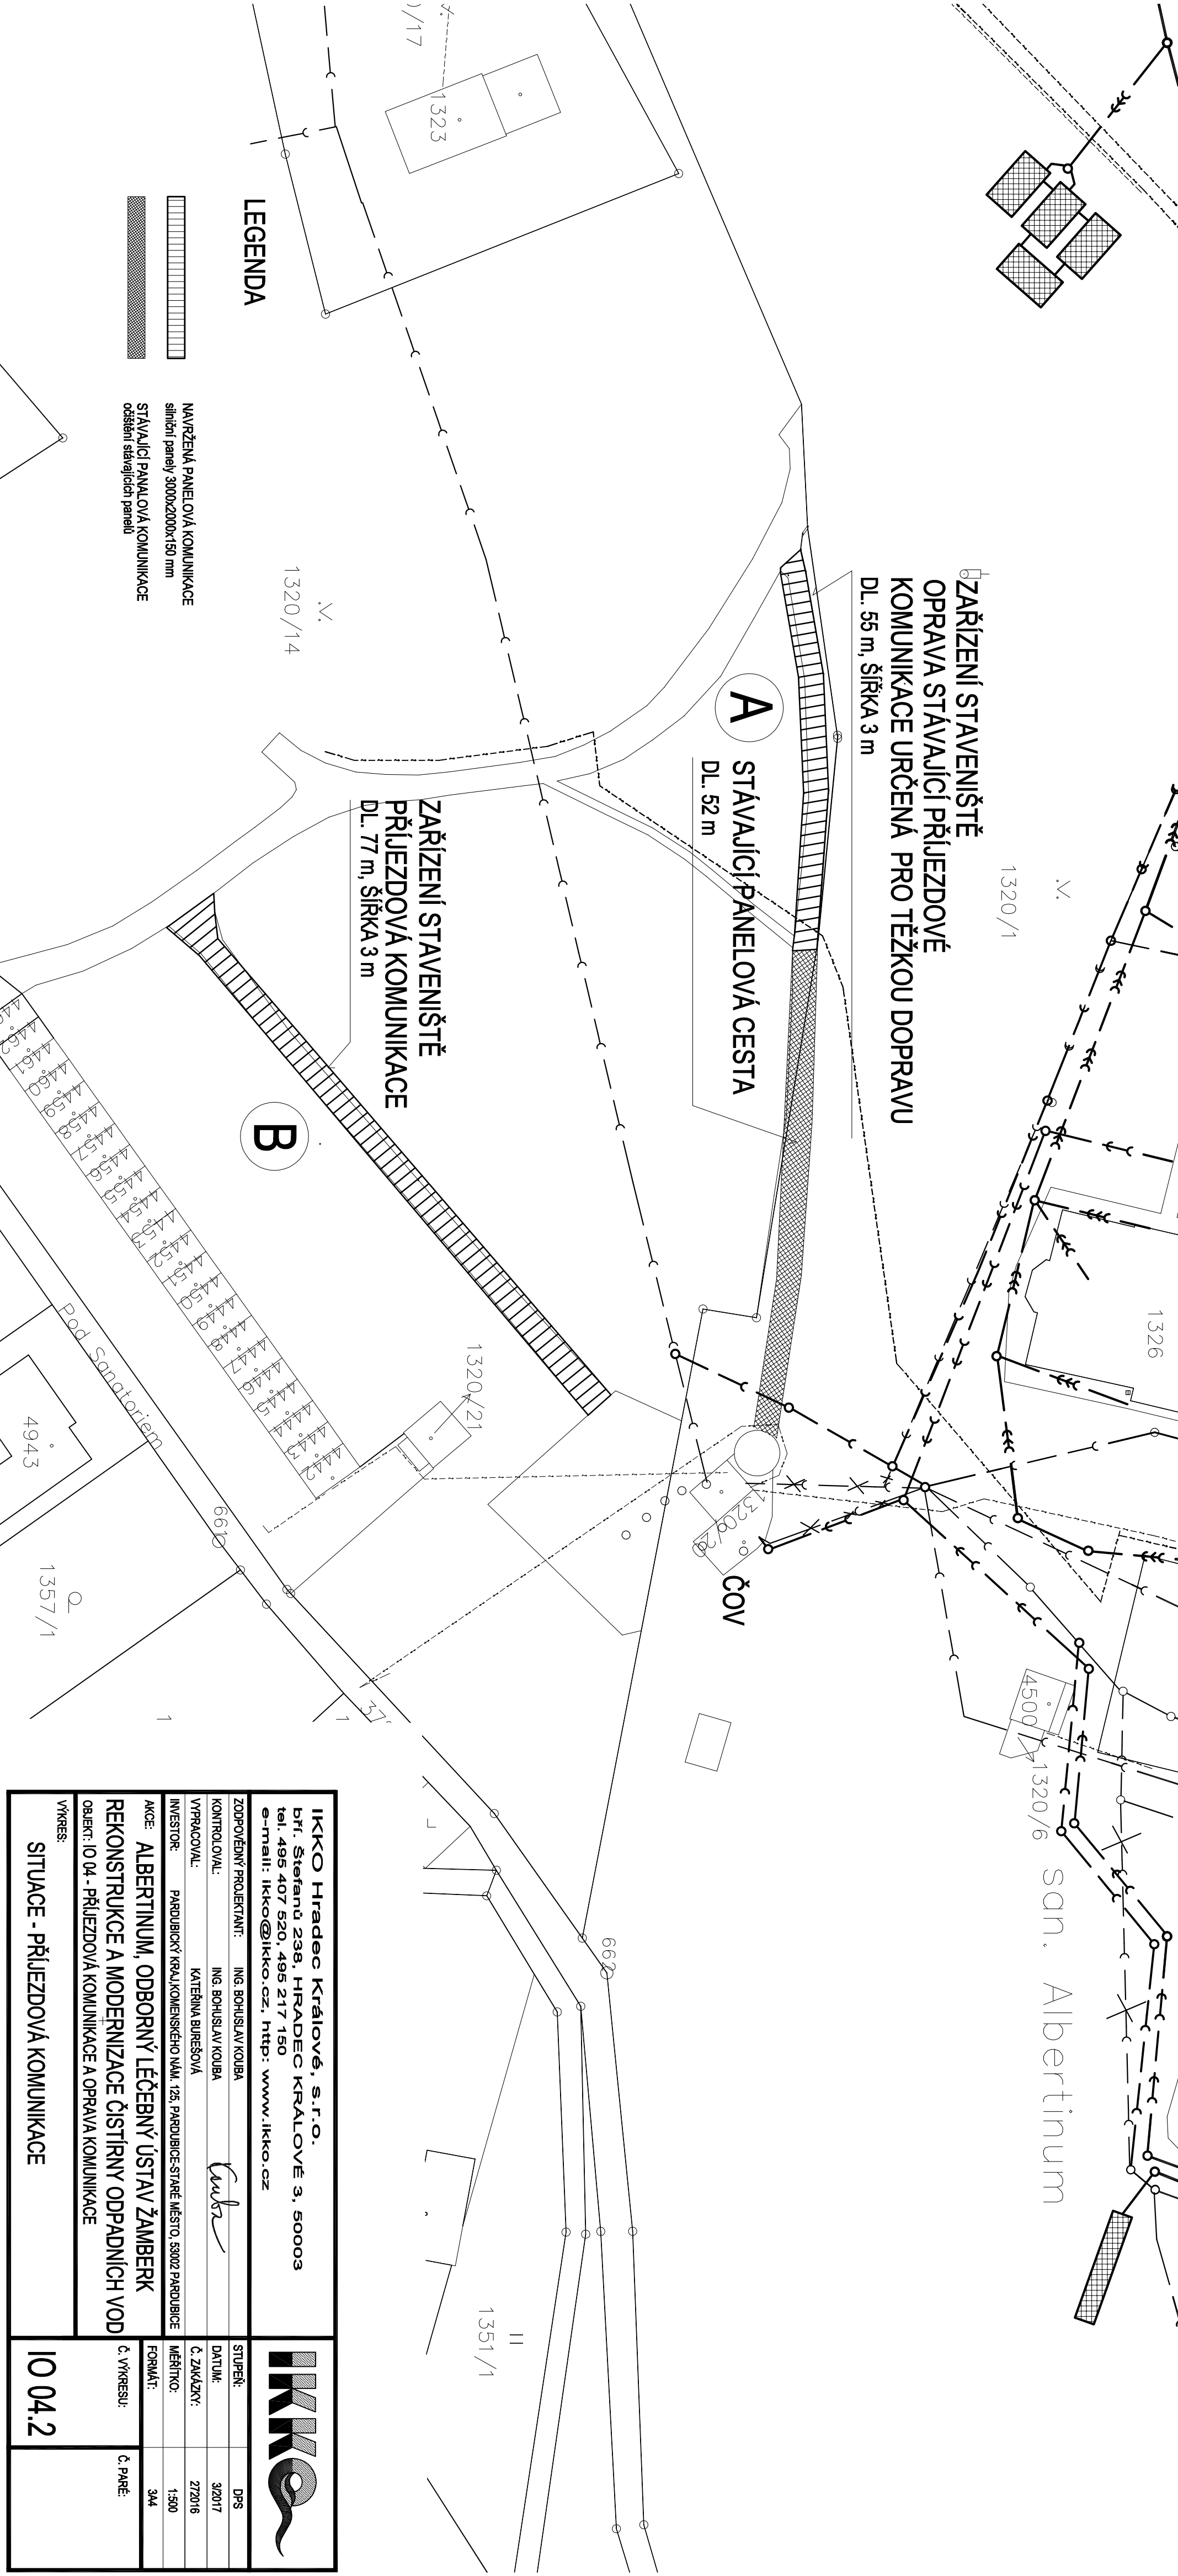 ZAŘÍZENÍ STAVENIŠTĚ
OPRAVA STÁVAJÍCÍ PŘÍJEZDOVÉ
KOMUNIKACE URČENÁ PRO TĚŽKOU DOPRAVU
DL. 55 m, ŠÍŘKA 3 m
A
STÁVAJÍCÍ PANELOVÁ CESTA
DL. 52 m
ZAŘÍZENÍ STAVENIŠTĚ
PŘÍJEZDOVÁ KOMUNIKACE
DL. 77 m, ŠÍŘKA 3 m
B
ČOV
1323
1320/14
1320/1
1326
1320/21
4500
1320/6
san. Albertinum
Pod Sanatoriem
4943
661
662
1357/1
1351/1
LEGENDA
NAVRŽENÁ PANELOVÁ KOMUNIKACE
silniční panely 3000x2000x150 mm
STÁVAJÍCÍ PANALOVÁ KOMUNIKACE
očištění stávajících panelů
IKKO Hradec Králové, s.r.o.
bří. Štefanů 238, HRADEC KRÁLOVÉ 3, 50003
tel. 495 407 520, 495 217 150
e-mail: ikko@ikko.cz, http: www.ikko.cz
IKKO
ZODPOVĚDNÝ PROJEKTANT: ING. BOHUSLAV KOUBA
KONTROLOVAL: ING. BOHUSLAV KOUBA
Kouba
VYPRACOVAL: KATEŘINA BUREŠOVÁ
INVESTOR: PARDUBICKÝ KRAJ,KOMENSKÉHO NÁM. 125, PARDUBICE-STARÉ MĚSTO, 53002 PARDUBICE
STUPEŇ: DPS
DATUM: 3/2017
Č. ZAKÁZKY: 272016
MĚŘÍTKO: 1:500
FORMÁT: 3A4
AKCE: ALBERTINUM, ODBORNÝ LÉČEBNÝ ÚSTAV ŽAMBERK
REKONSTRUKCE A MODERNIZACE ČISTÍRNY ODPADNÍCH VOD
OBJEKT: IO 04 - PŘÍJEZDOVÁ KOMUNIKACE A OPRAVA KOMUNIKACE
VÝKRES:
SITUACE - PŘÍJEZDOVÁ KOMUNIKACE
Č. VÝKRESU:
IO 04.2
Č. PARÉ: